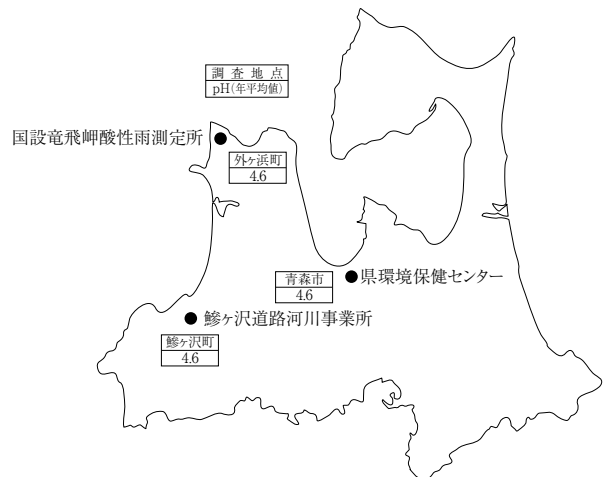 調査地点
pH(年平均値)
国設竜飛岬酸性雨測定所
外ヶ浜町
4.6
青森市
4.6
県環境保健センター
鰺ヶ沢道路河川事業所
鰺ヶ沢町
4.6